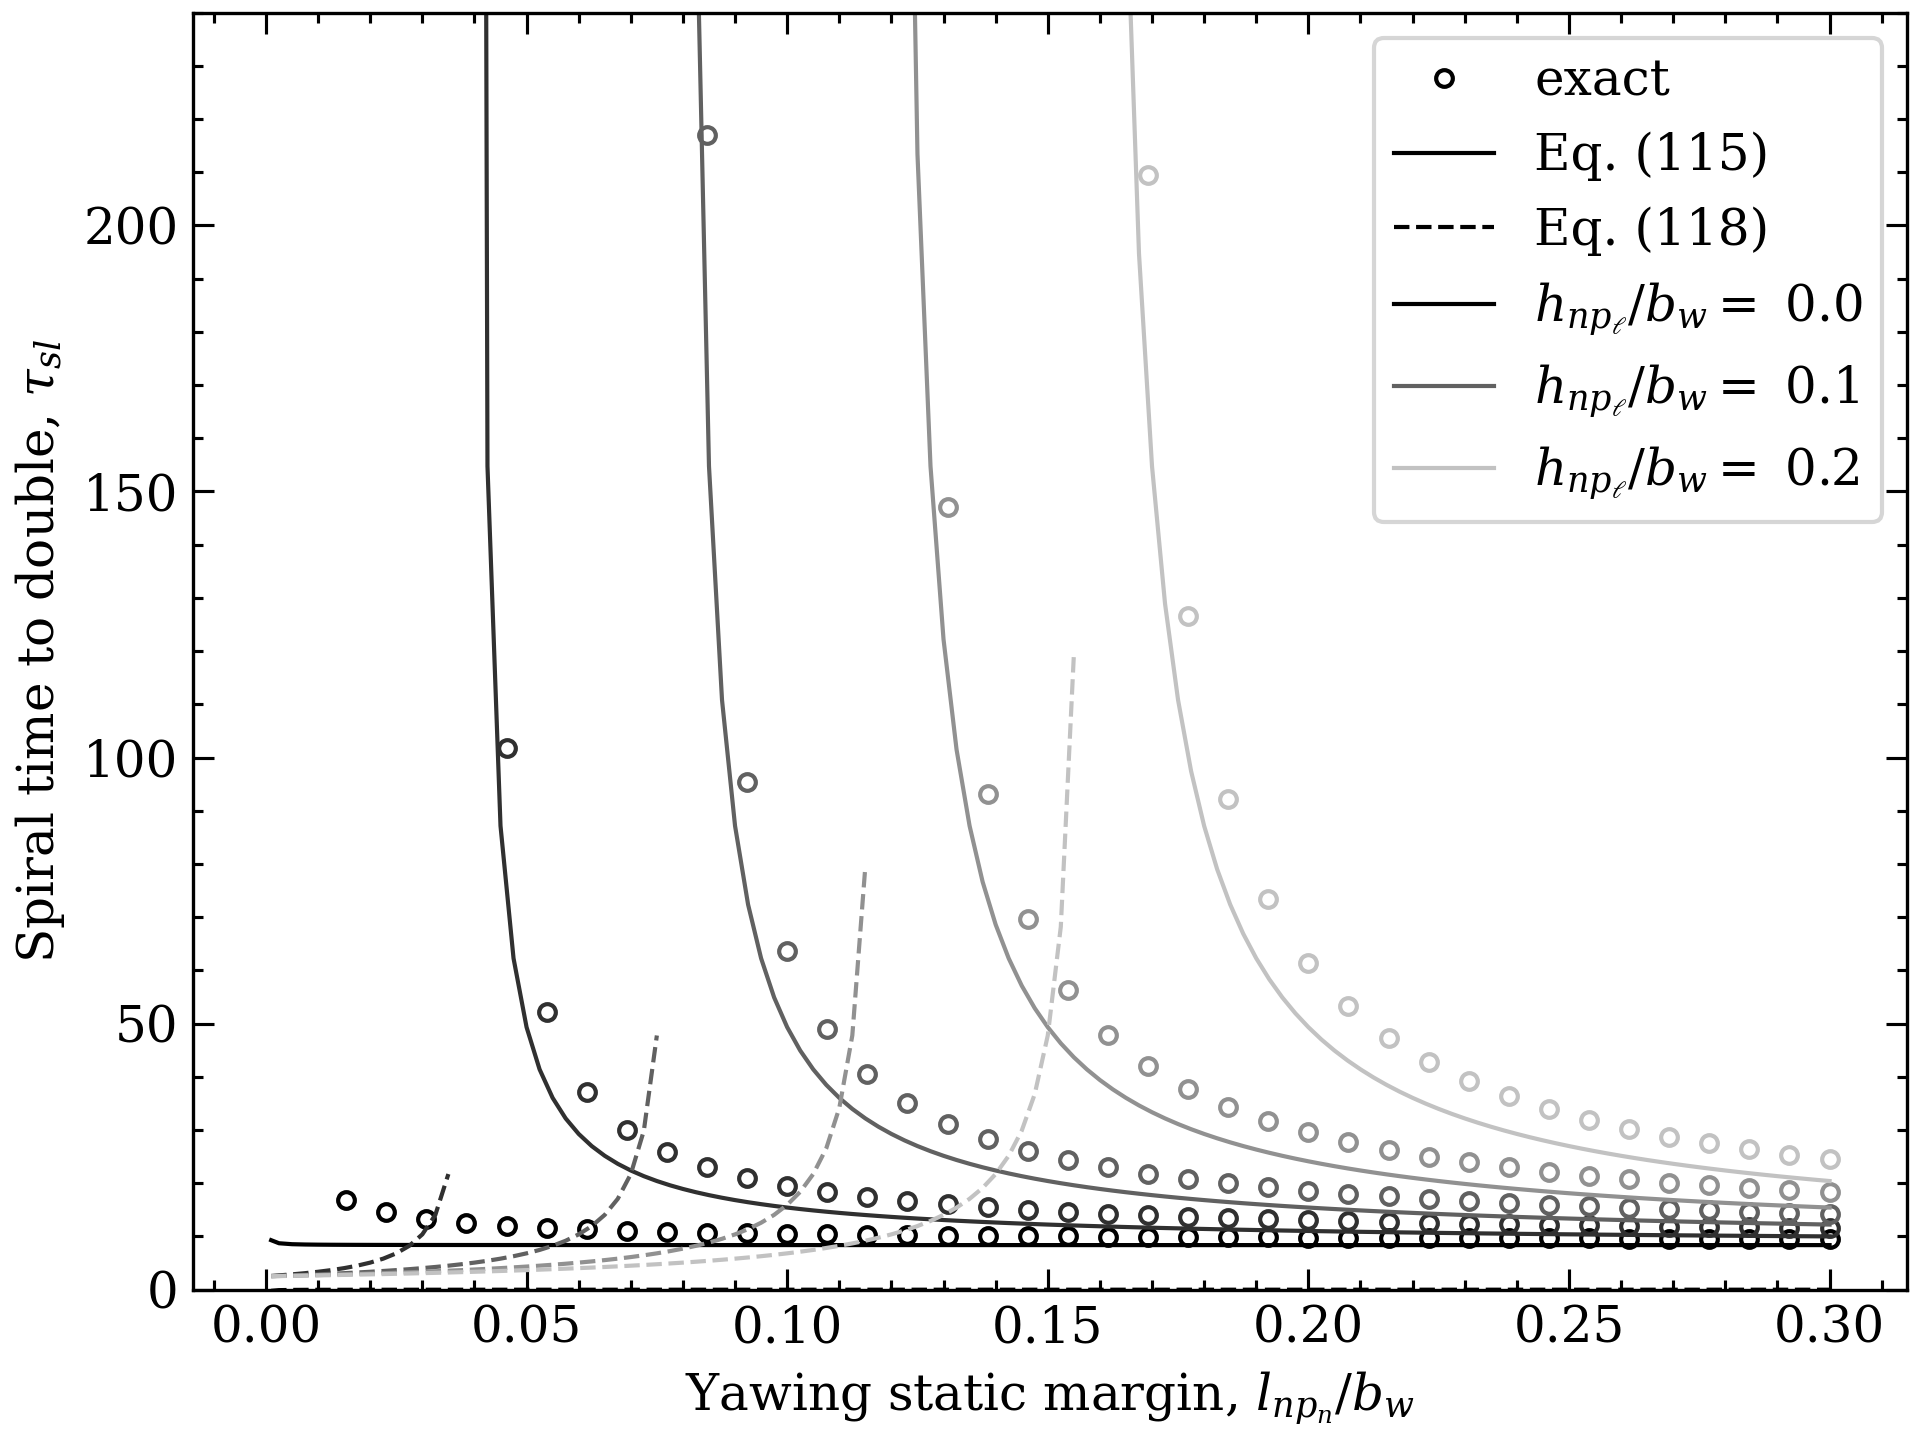 exact
Eq. (115)
Eq. (118)
h_{np_ℓ}/b_w = 0.0
h_{np_ℓ}/b_w = 0.1
h_{np_ℓ}/b_w = 0.2
Spiral time to double, τ_{sl}
200
150
100
50
0
0.00 0.05 0.10 0.15 0.20 0.25 0.30
Yawing static margin, l_{np_n}/b_w